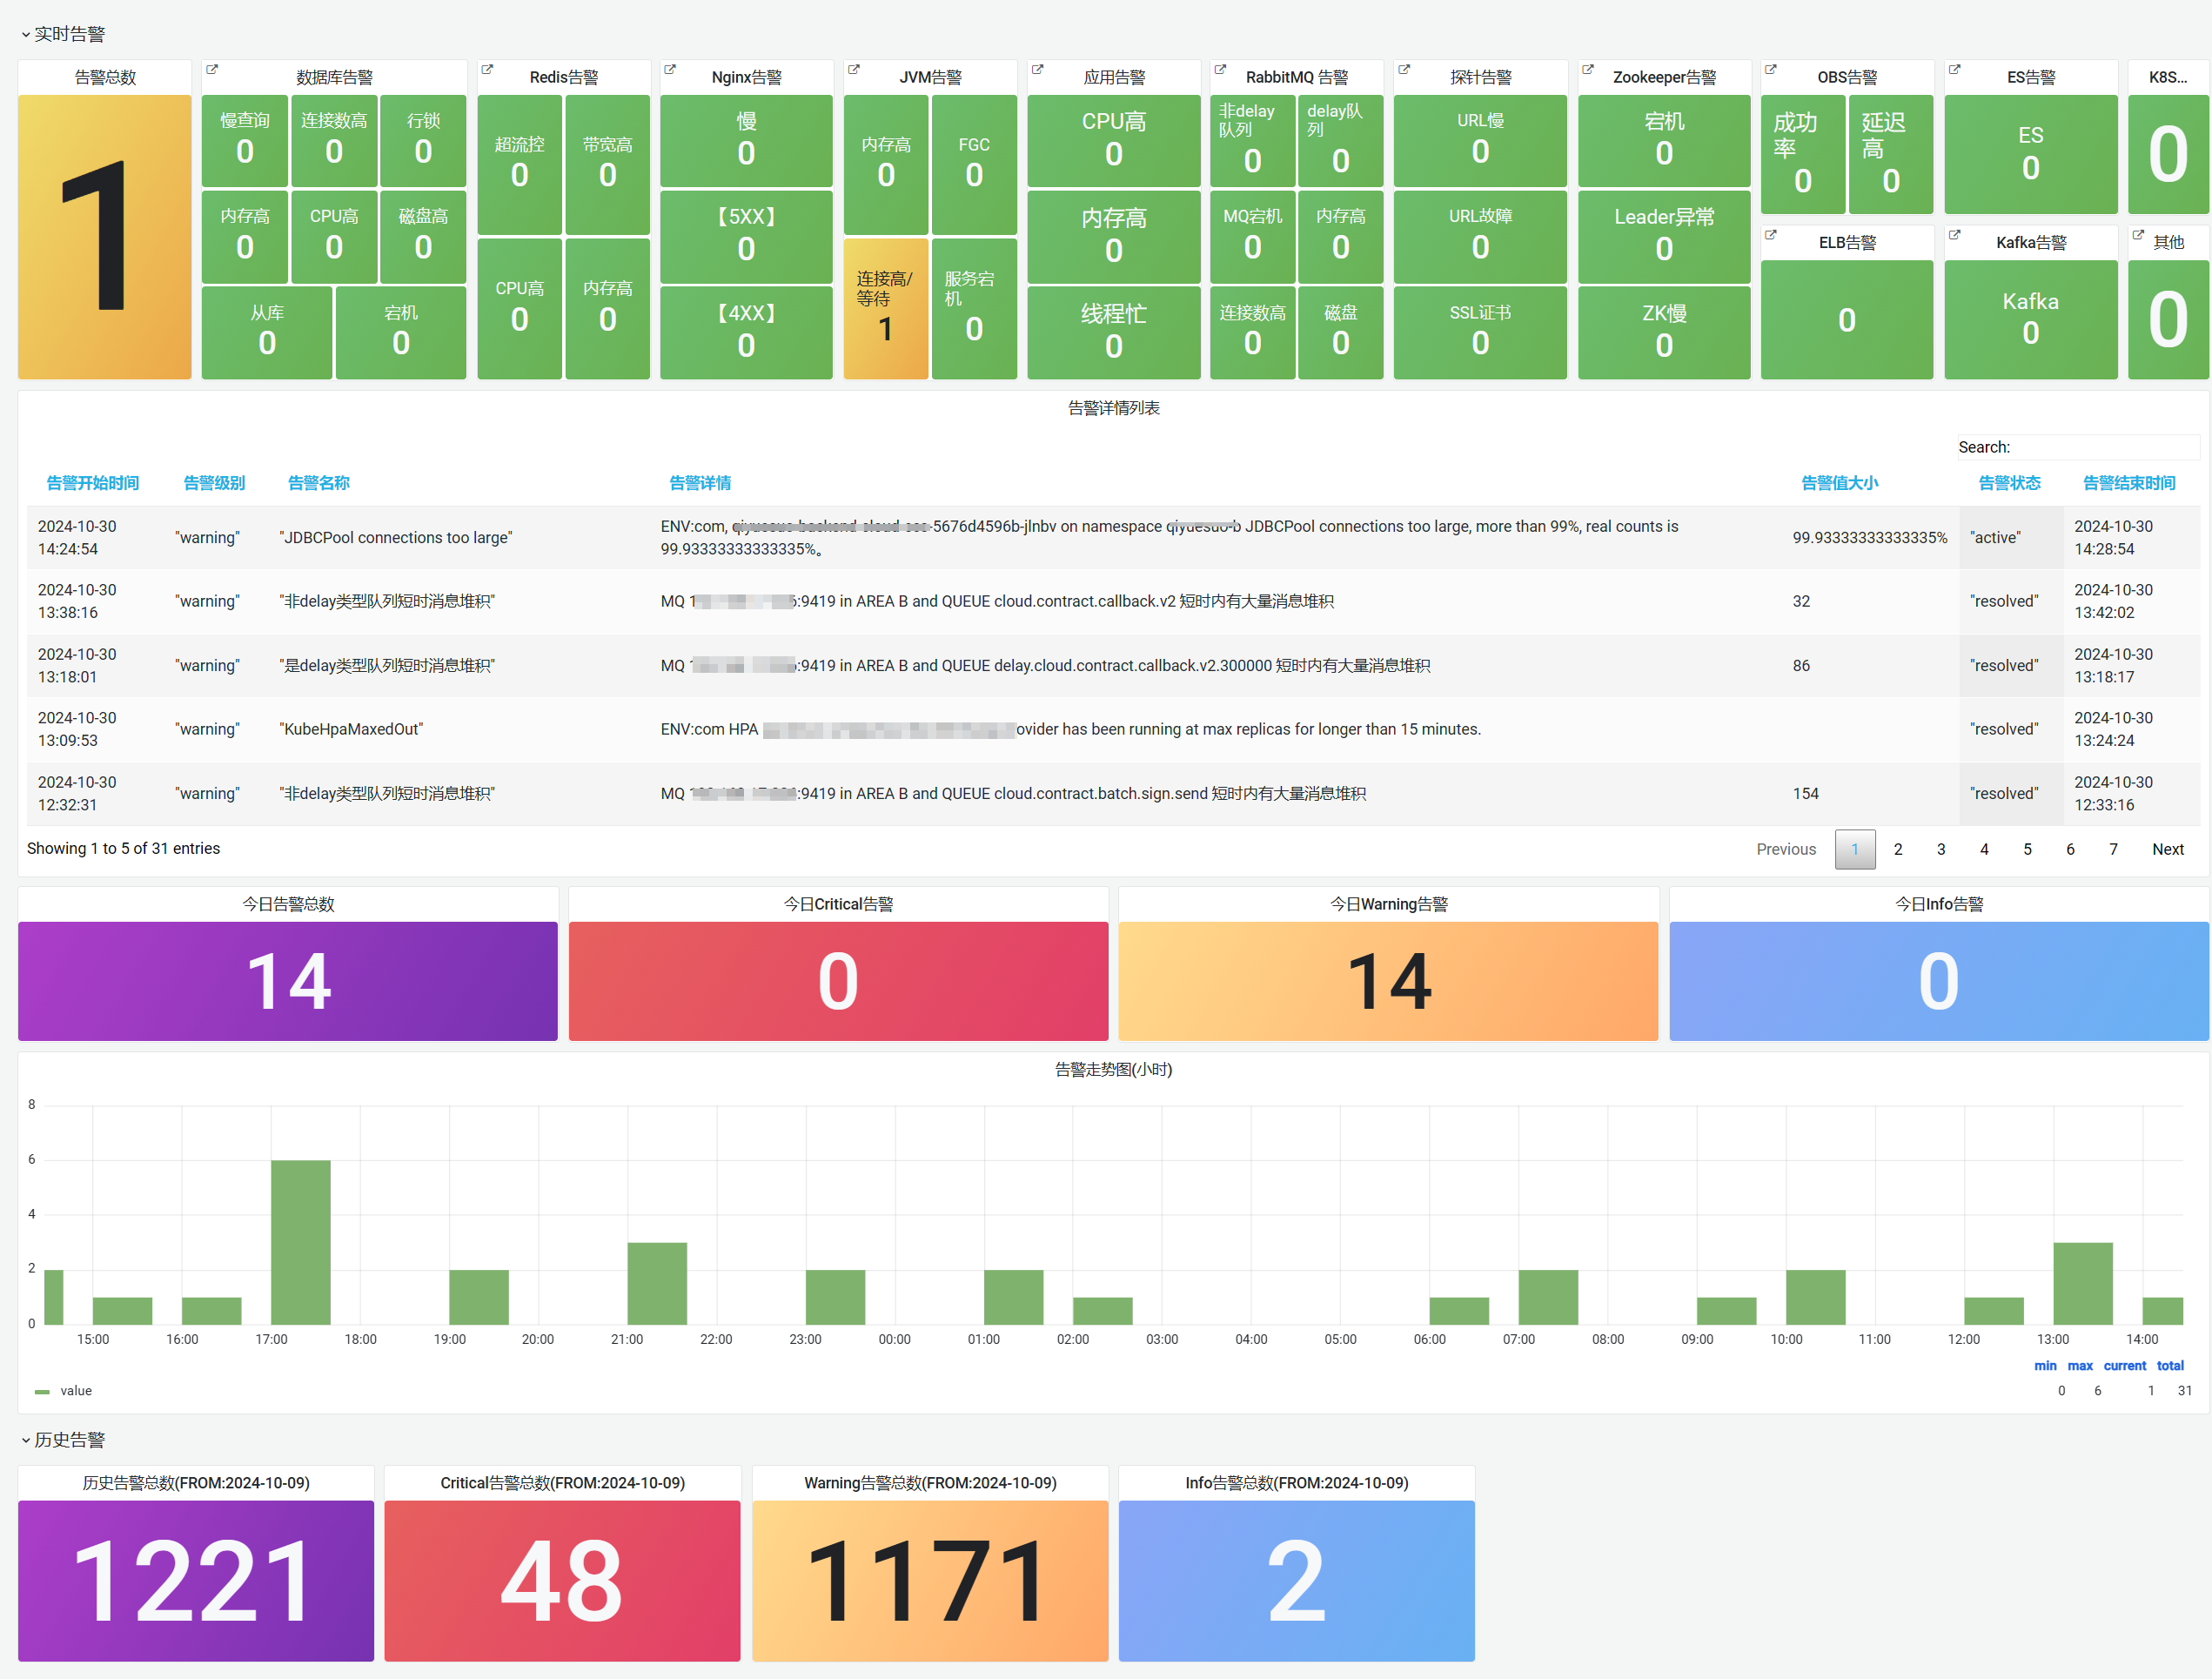 实时告警
告警总数
1
数据库告警
慢查询
0
连接数高
0
行锁
0
内存高
0
CPU高
0
磁盘高
0
从库
0
宕机
0
Redis告警
超流控
0
带宽高
0
CPU高
0
内存高
0
Nginx告警
慢
0
【5XX】
0
【4XX】
0
JVM告警
内存高
0
FGC
0
连接高/
等待
1
服务宕
机
0
应用告警
CPU高
0
内存高
0
线程忙
0
RabbitMQ 告警
非delay
队列
0
delay队
列
0
MQ宕机
0
内存高
0
连接数高
0
磁盘
0
探针告警
URL慢
0
URL故障
0
SSL证书
0
Zookeeper告警
宕机
0
Leader异常
0
ZK慢
0
OBS告警
成功
率
0
延迟
高
0
ELB告警
0
ES告警
ES
0
Kafka告警
Kafka
0
K8S...
0
其他
0
告警详情列表
Search:
告警开始时间 告警级别 告警名称 告警详情 告警值大小 告警状态 告警结束时间
2024-10-30
14:24:54
"warning"
"JDBCPool connections too large"
ENV:com, -5676d4596b-jlnbv on namespace JDBCPool connections too large, more than 99%, real counts is
99.93333333333335%。
99.93333333333335%
"active"
2024-10-30
14:28:54
2024-10-30
13:38:16
"warning"
"非delay类型队列短时消息堆积"
MQ :9419 in AREA B and QUEUE cloud.contract.callback.v2 短时内有大量消息堆积
32
"resolved"
2024-10-30
13:42:02
2024-10-30
13:18:01
"warning"
"是delay类型队列短时消息堆积"
MQ :9419 in AREA B and QUEUE delay.cloud.contract.callback.v2.300000 短时内有大量消息堆积
86
"resolved"
2024-10-30
13:18:17
2024-10-30
13:09:53
"warning"
"KubeHpaMaxedOut"
ENV:com HPA ovider has been running at max replicas for longer than 15 minutes.
"resolved"
2024-10-30
13:24:24
2024-10-30
12:32:31
"warning"
"非delay类型队列短时消息堆积"
MQ :9419 in AREA B and QUEUE cloud.contract.batch.sign.send 短时内有大量消息堆积
154
"resolved"
2024-10-30
12:33:16
Showing 1 to 5 of 31 entries
Previous 1 2 3 4 5 6 7 Next
今日告警总数
14
今日Critical告警
0
今日Warning告警
14
今日Info告警
0
告警走势图(小时)
8
6
4
2
0
15:00 16:00 17:00 18:00 19:00 20:00 21:00 22:00 23:00 00:00 01:00 02:00 03:00 04:00 05:00 06:00 07:00 08:00 09:00 10:00 11:00 12:00 13:00 14:00
min max current total
value 0 6 1 31
历史告警
历史告警总数(FROM:2024-10-09)
1221
Critical告警总数(FROM:2024-10-09)
48
Warning告警总数(FROM:2024-10-09)
1171
Info告警总数(FROM:2024-10-09)
2